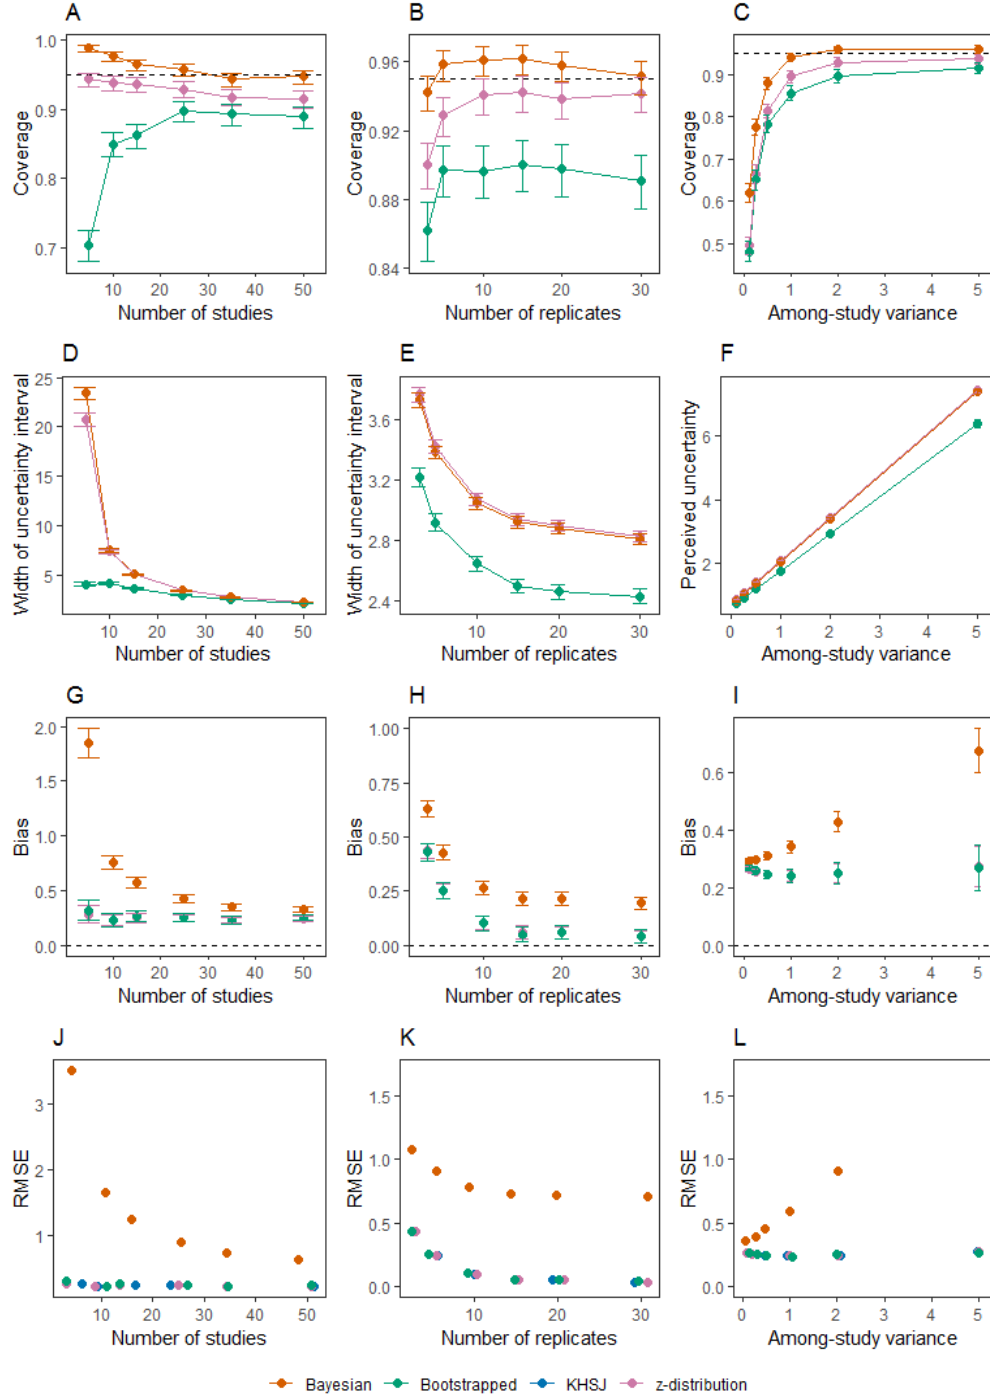 A
B
C
1.0
0.9
0.8
0.7
Coverage
10 20 30 40 50
Number of studies
0.96
0.92
0.88
0.84
Coverage
10 20 30
Number of replicates
0.9
0.8
0.7
0.6
0.5
Coverage
0 1 2 3 4 5
Among-study variance
D
E
F
25
20
15
10
5
Width of uncertainty interval
10 20 30 40 50
Number of studies
3.6
3.2
2.8
2.4
Width of uncertainty interval
10 20 30
Number of replicates
6
4
2
Perceived uncertainty
0 1 2 3 4 5
Among-study variance
G
H
I
2.0
1.5
1.0
0.5
0.0
Bias
10 20 30 40 50
Number of studies
1.00
0.75
0.50
0.25
0.00
Bias
10 20 30
Number of replicates
0.6
0.4
0.2
0.0
Bias
0 1 2 3 4 5
Among-study variance
J
K
L
3
2
1
RMSE
10 20 30 40 50
Number of studies
1.5
1.0
0.5
0.0
RMSE
10 20 30
Number of replicates
1.5
1.0
0.5
0.0
RMSE
0 1 2 3 4 5
Among-study variance
Bayesian Bootstrapped KHSJ z-distribution